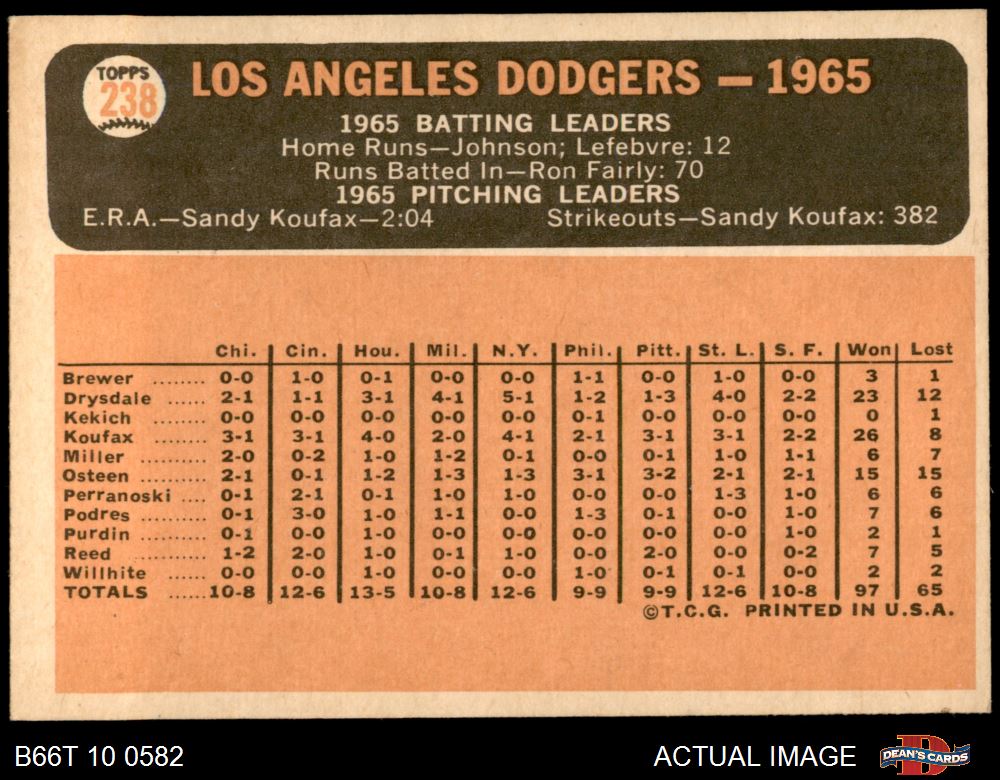 TOPPS
238
LOS ANGELES DODGERS — 1965
1965 BATTING LEADERS
Home Runs—Johnson; Lefebvre: 12
Runs Batted In—Ron Fairly: 70
1965 PITCHING LEADERS
E.R.A.—Sandy Koufax—2:04 Strikeouts—Sandy Koufax: 382
Chi. Cin. Hou. Mil. N.Y. Phil. Pitt. St. L. S. F. Won Lost
Brewer ........ 0-0 1-0 0-1 0-0 0-0 1-1 0-0 1-0 0-0 3 1
Drysdale ...... 2-1 1-1 3-1 4-1 5-1 1-2 1-3 4-0 2-2 23 12
Kekich ......... 0-0 0-0 0-0 0-0 0-0 0-1 0-0 0-0 0-0 0 1
Koufax ......... 3-1 3-1 4-0 2-0 4-1 2-1 3-1 3-1 2-2 26 8
Miller .......... 2-0 0-2 1-0 1-2 0-1 0-0 0-1 1-0 1-1 6 7
Osteen ......... 2-1 0-1 1-2 1-3 1-3 3-1 3-2 2-1 2-1 15 15
Perranoski .... 0-1 2-1 0-1 1-0 1-0 0-0 0-0 1-3 1-0 6 6
Podres .......... 0-1 3-0 1-0 1-1 0-0 1-3 0-1 0-0 1-0 7 6
Purdin .......... 0-1 0-0 1-0 0-0 0-0 0-0 0-0 0-0 1-0 2 1
Reed ........... 1-2 2-0 1-0 0-1 1-0 0-0 2-0 0-0 0-2 7 5
Willhite ........ 0-0 0-0 1-0 0-0 0-0 1-0 0-1 0-1 0-0 2 2
TOTALS ...... 10-8 12-6 13-5 10-8 12-6 9-9 9-9 12-6 10-8 97 65
©T.C.G. PRINTED IN U.S.A.
B66T 10 0582 ACTUAL IMAGE DEAN'S CARDS